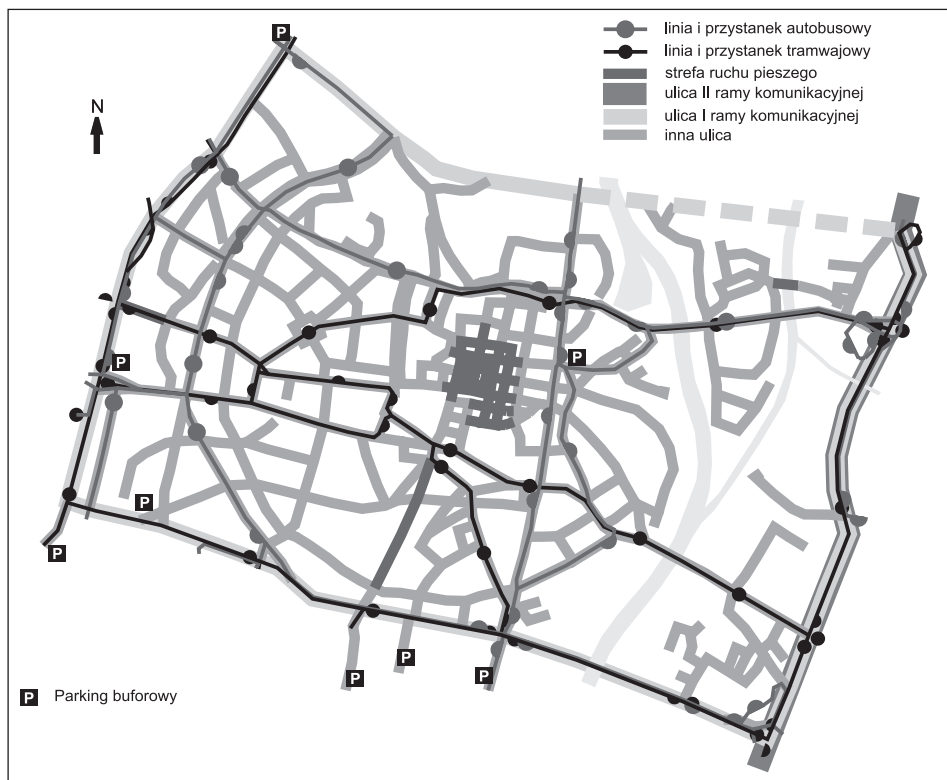 P
linia i przystanek autobusowy
linia i przystanek tramwajowy
strefa ruchu pieszego
ulica II ramy komunikacyjnej
ulica I ramy komunikacyjnej
inna ulica
N
P
P
P
P
P
P
P
P Parking buforowy